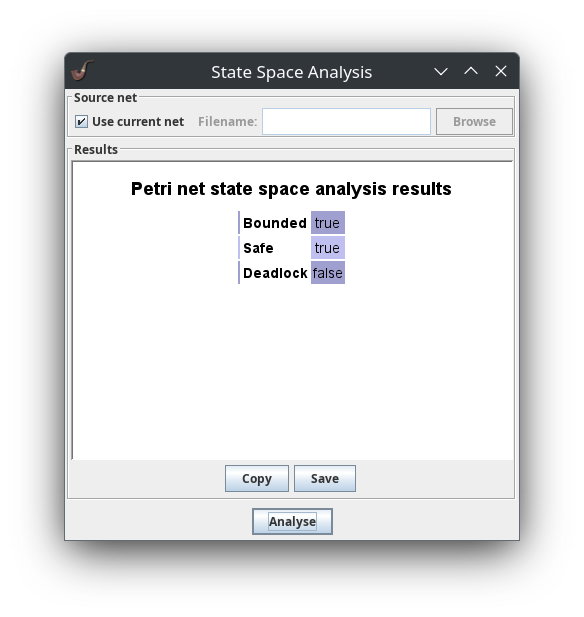 State Space Analysis
Source net
Use current net Filename: Browse
Results
Petri net state space analysis results
Bounded true
Safe true
Deadlock false
Copy Save
Analyse